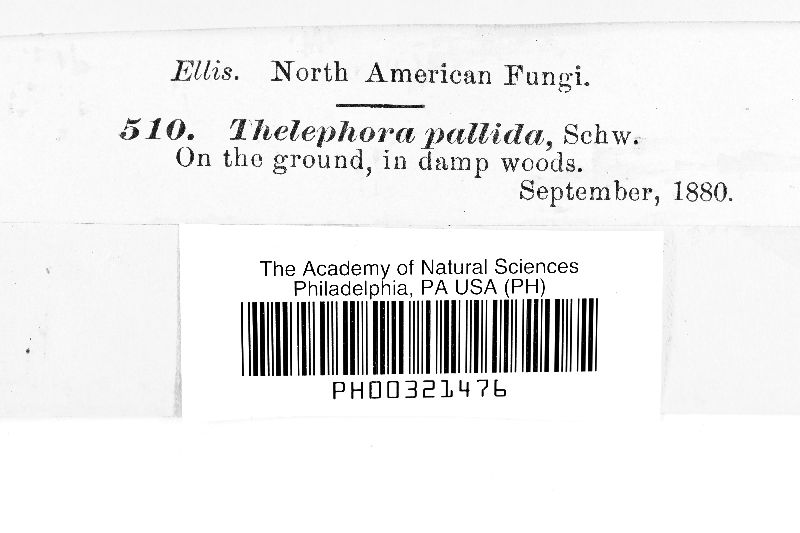 Ellis. North American Fungi.
510. Thelephora pallida, Schw.
On the ground, in damp woods.
September, 1880.
The Academy of Natural Sciences
Philadelphia, PA USA (PH)
PH00321476